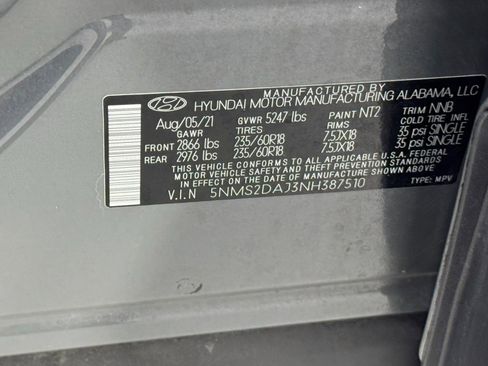 MANUFACTURED BY
HYUNDAI MOTOR MANUFACTURING ALABAMA, LLC
Aug/05/21 GVWR 5247 lbs PAINT NT2 TRIM NNB
GAWR TIRES RIMS COLD TIRE INFL
FRONT 2866 lbs 235/60R18 7.5JX18 35 psi SINGLE
REAR 2976 lbs 235/60R18 7.5JX18 35 psi SINGLE
THIS VEHICLE CONFORMS TO ALL APPLICABLE U.S. FEDERAL
MOTOR VEHICLE SAFETY AND THEFT PREVENTION STANDARDS
IN EFFECT ON THE DATE OF MANUFACTURE SHOWN ABOVE.
V.I.N 5NMS2DAJ3NH387510 TYPE: MPV